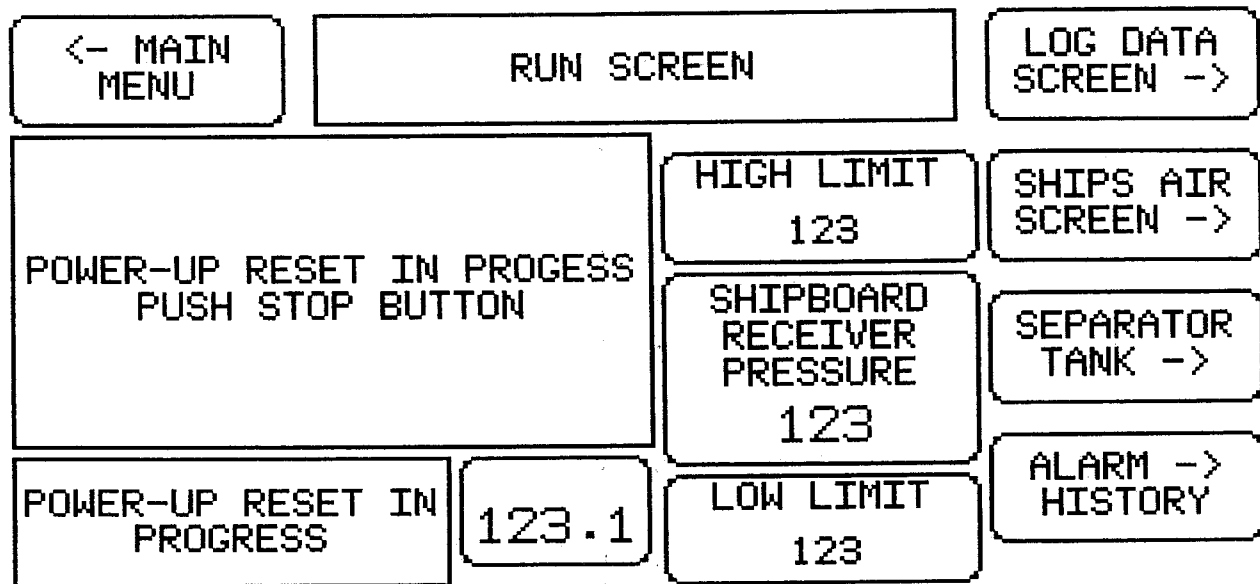 <- MAIN
MENU
RUN SCREEN
LOG DATA
SCREEN ->
POWER-UP RESET IN PROGESS
PUSH STOP BUTTON
HIGH LIMIT
123
SHIPS AIR
SCREEN ->
SHIPBOARD
RECEIVER
PRESSURE
123
SEPARATOR
TANK ->
POWER-UP RESET IN
PROGRESS
123.1
LOW LIMIT
123
ALARM ->
HISTORY